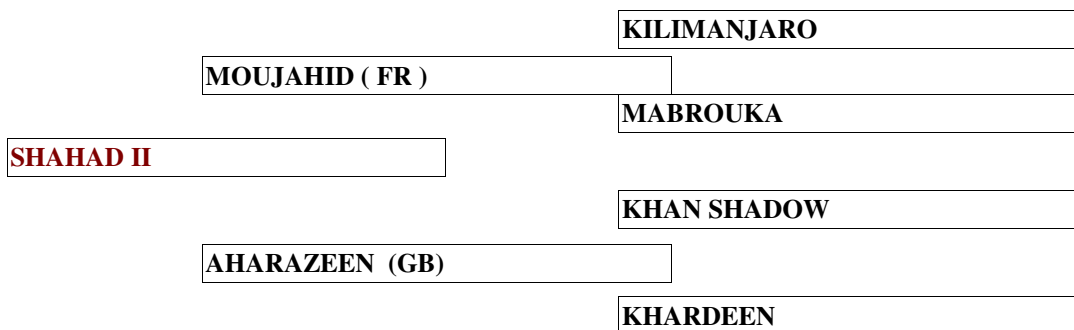 KILIMANJARO
MOUJAHID ( FR )
MABROUKA
SHAHAD II
KHAN SHADOW
AHARAZEEN (GB)
KHARDEEN